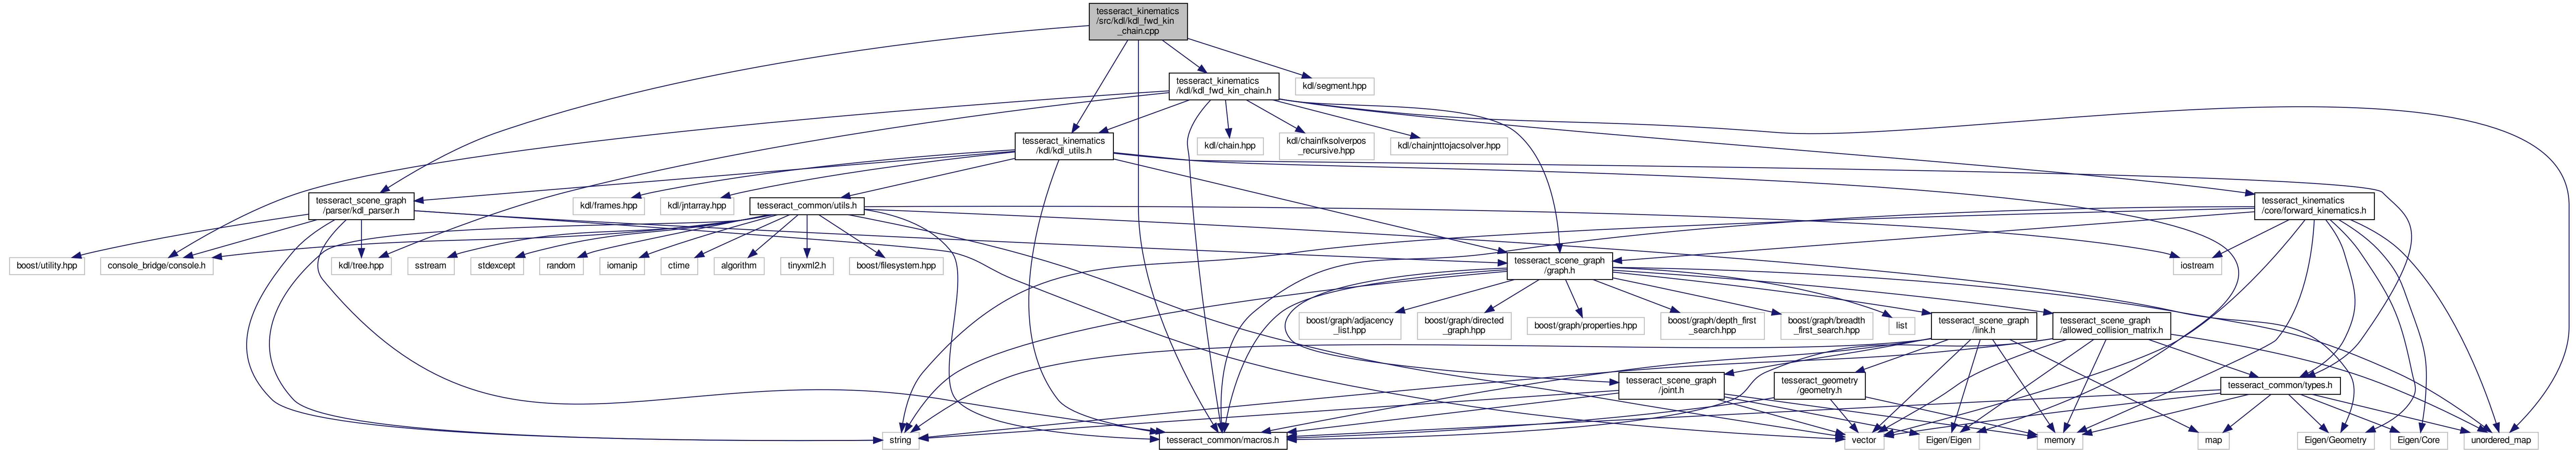 tesseract_kinematics
/src/kdl/kdl_fwd_kin
_chain.cpp
tesseract_kinematics
/kdl/kdl_fwd_kin_chain.h
kdl/segment.hpp
tesseract_kinematics
/kdl/kdl_utils.h
kdl/chain.hpp
kdl/chainfksolverpos
_recursive.hpp
kdl/chainjnttojacsolver.hpp
tesseract_scene_graph
/parser/kdl_parser.h
kdl/frames.hpp
kdl/jntarray.hpp
tesseract_common/utils.h
tesseract_kinematics
/core/forward_kinematics.h
boost/utility.hpp
console_bridge/console.h
kdl/tree.hpp
sstream
stdexcept
random
iomanip
ctime
algorithm
tinyxml2.h
boost/filesystem.hpp
tesseract_scene_graph
/graph.h
iostream
boost/graph/adjacency
_list.hpp
boost/graph/directed
_graph.hpp
boost/graph/properties.hpp
boost/graph/depth_first
_search.hpp
boost/graph/breadth
_first_search.hpp
list
tesseract_scene_graph
/link.h
tesseract_scene_graph
/allowed_collision_matrix.h
tesseract_scene_graph
/joint.h
tesseract_geometry
/geometry.h
tesseract_common/types.h
string
tesseract_common/macros.h
vector
Eigen/Eigen
memory
map
Eigen/Geometry
Eigen/Core
unordered_map